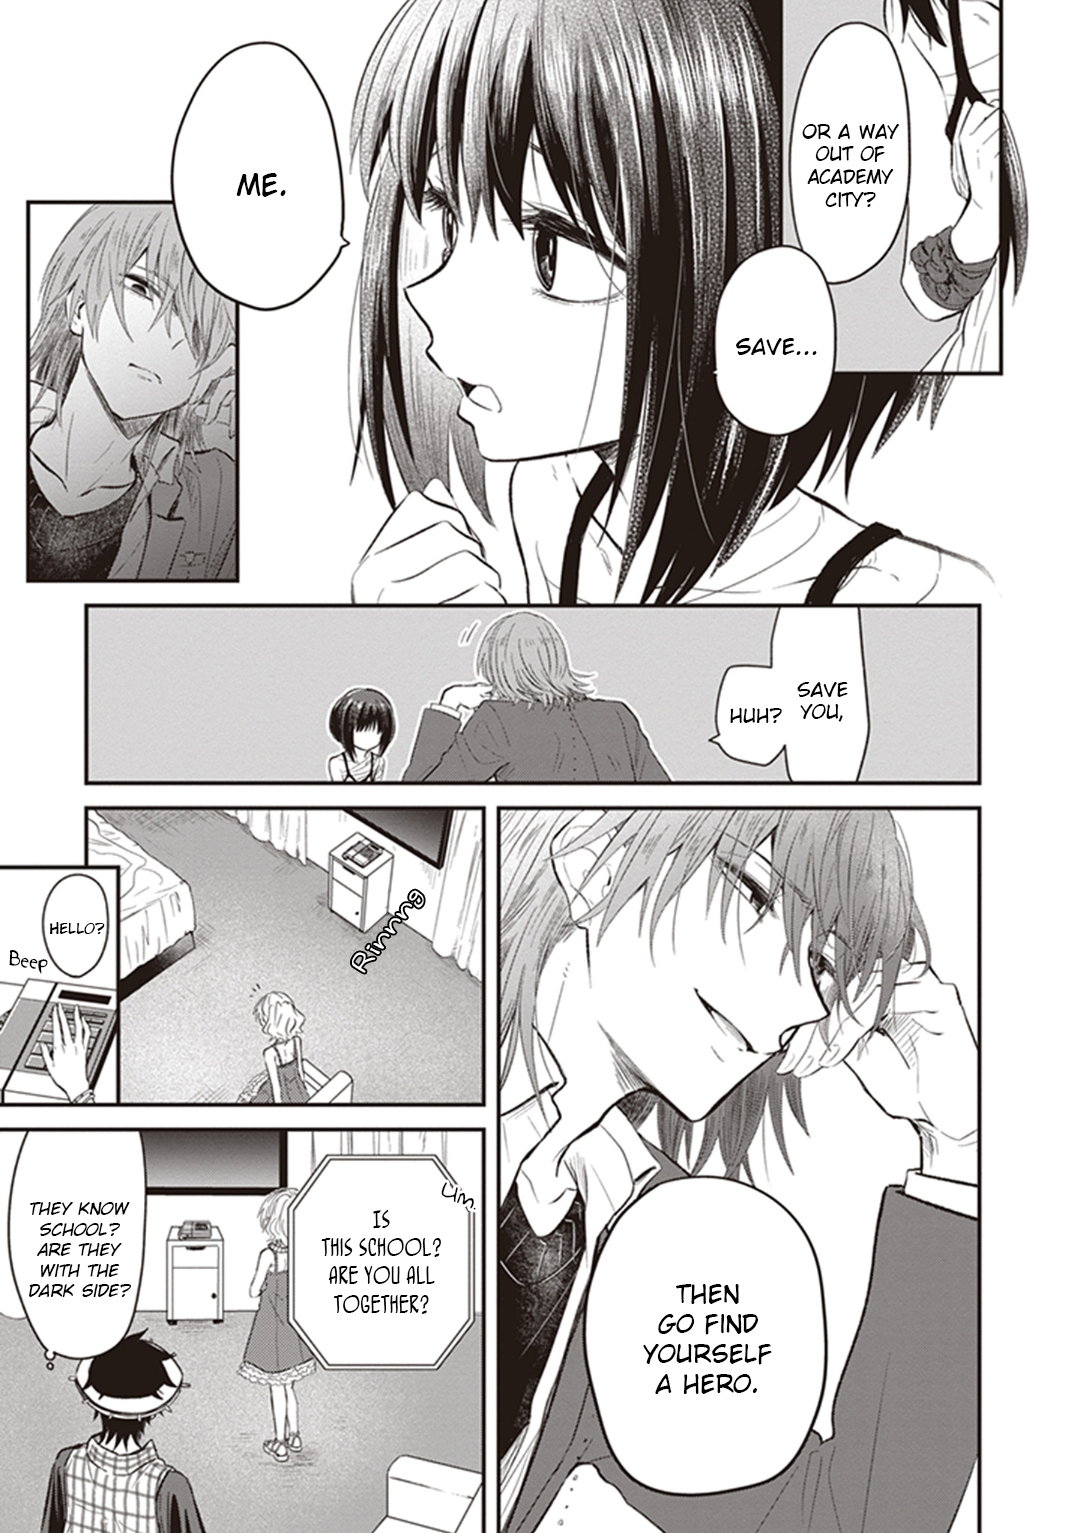 OR A WAY
OUT OF
ACADEMY
CITY?
SAVE...
ME.
SAVE
YOU,
HUH?
THEN
GO FIND
YOURSELF
A HERO.
Rinnng
HELLO?
Beep
Um.
IS
THIS SCHOOL?
ARE YOU ALL
TOGETHER?
THEY KNOW
SCHOOL?
ARE THEY
WITH THE
DARK SIDE?